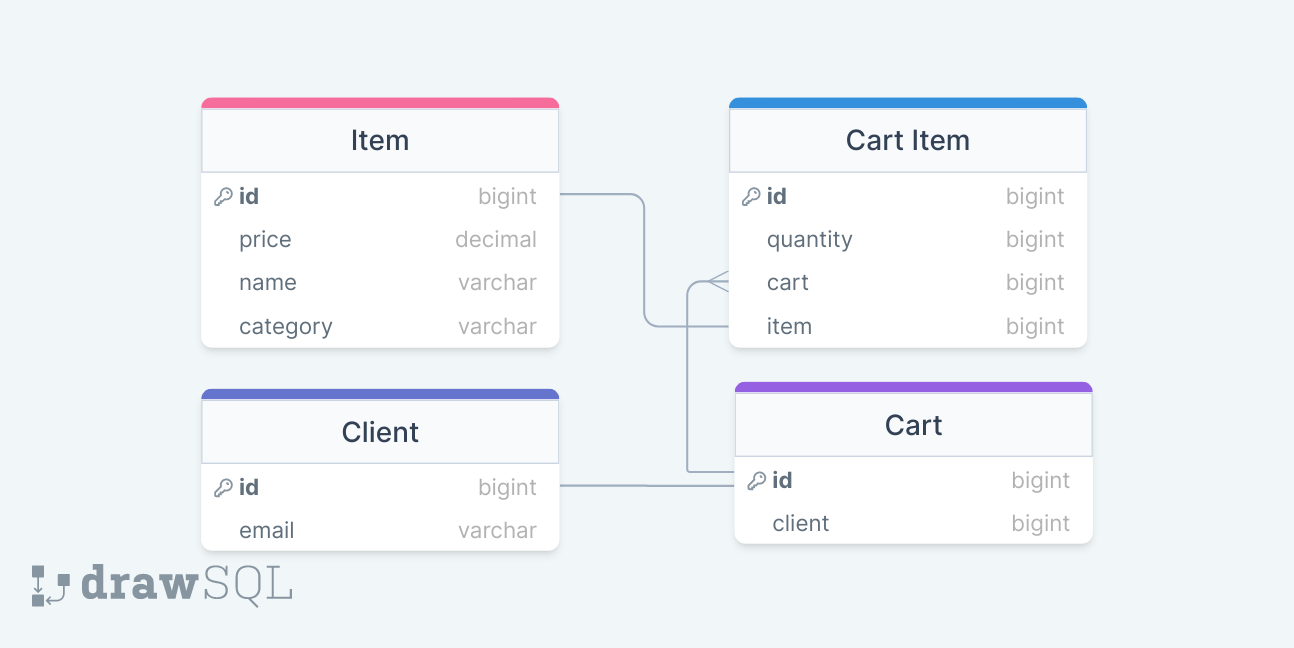 Item
id bigint
price decimal
name varchar
category varchar
Cart Item
id bigint
quantity bigint
cart bigint
item bigint
Client
id bigint
email varchar
Cart
id bigint
client bigint
drawSQL